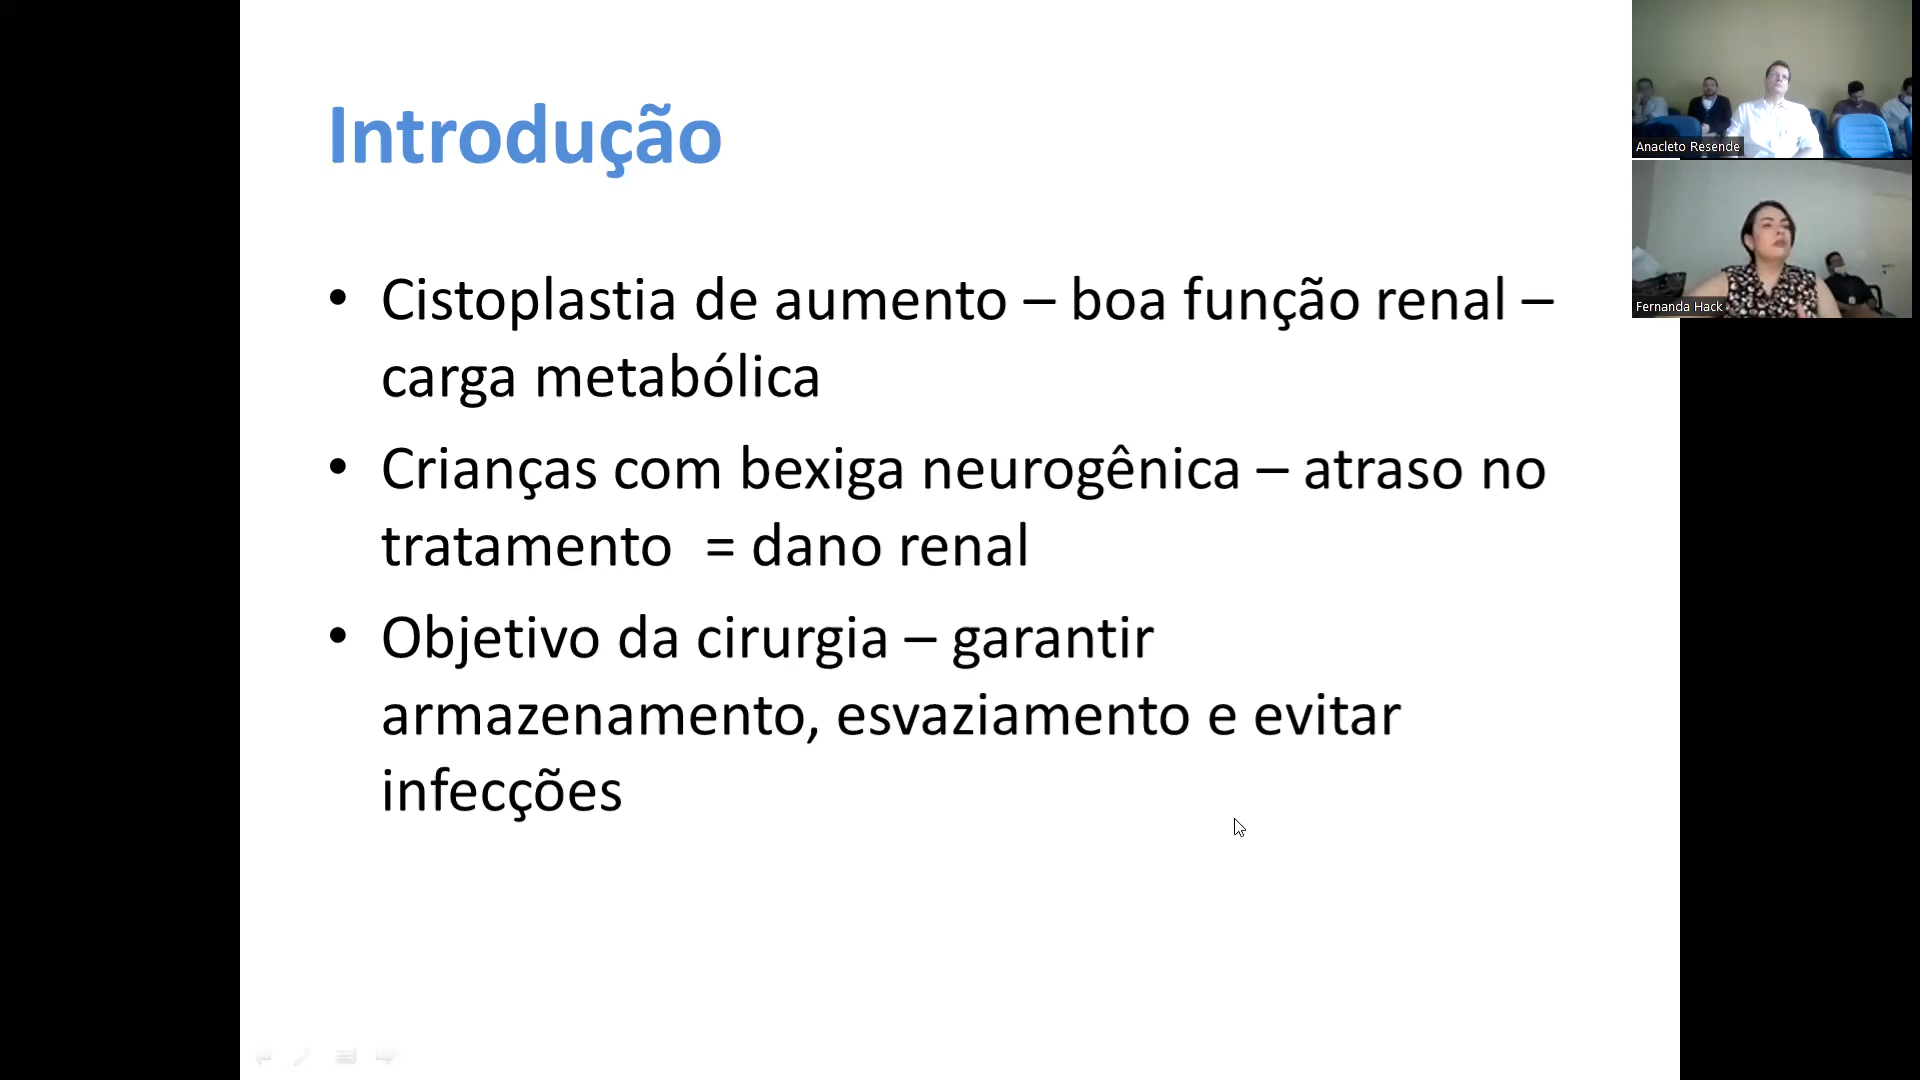 Introdução
• Cistoplastia de aumento – boa função renal –
carga metabólica
• Crianças com bexiga neurogênica – atraso no
tratamento  = dano renal
• Objetivo da cirurgia – garantir
armazenamento, esvaziamento e evitar
infecções
Anacleto Resende
Fernanda Hack